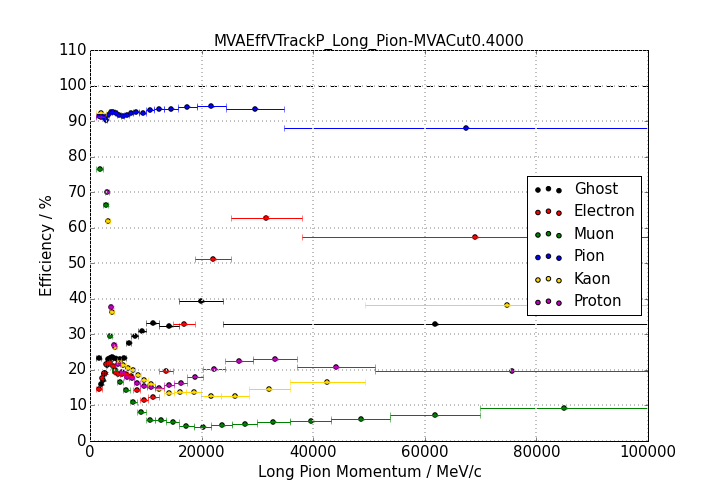 MVAEffVTrackP_Long_Pion-MVACut0.4000
110
100
90
80
70
60
50
40
30
20
10
0
Efficiency / %
Ghost
Electron
Muon
Pion
Kaon
Proton
0 20000 40000 60000 80000 100000
Long Pion Momentum / MeV/c